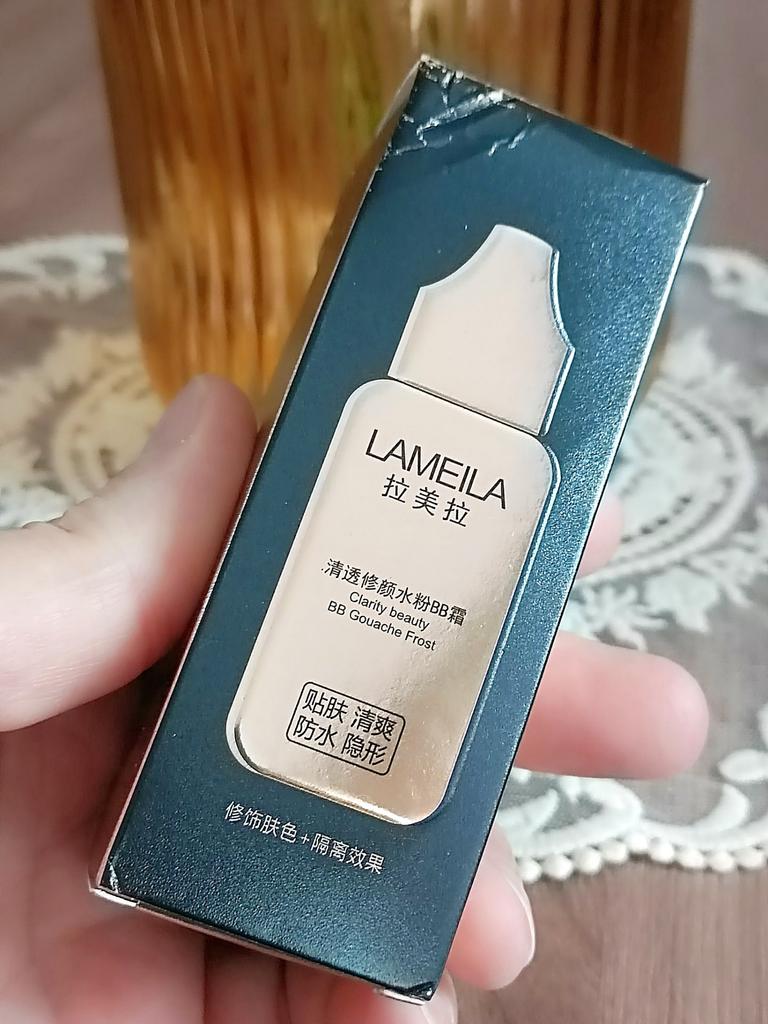 LAMEILA
拉美拉
清透修颜水粉BB霜
Clarity beauty
BB Gouache Frost
贴肤 清爽
防水 隐形
修饰肤色+隔离效果